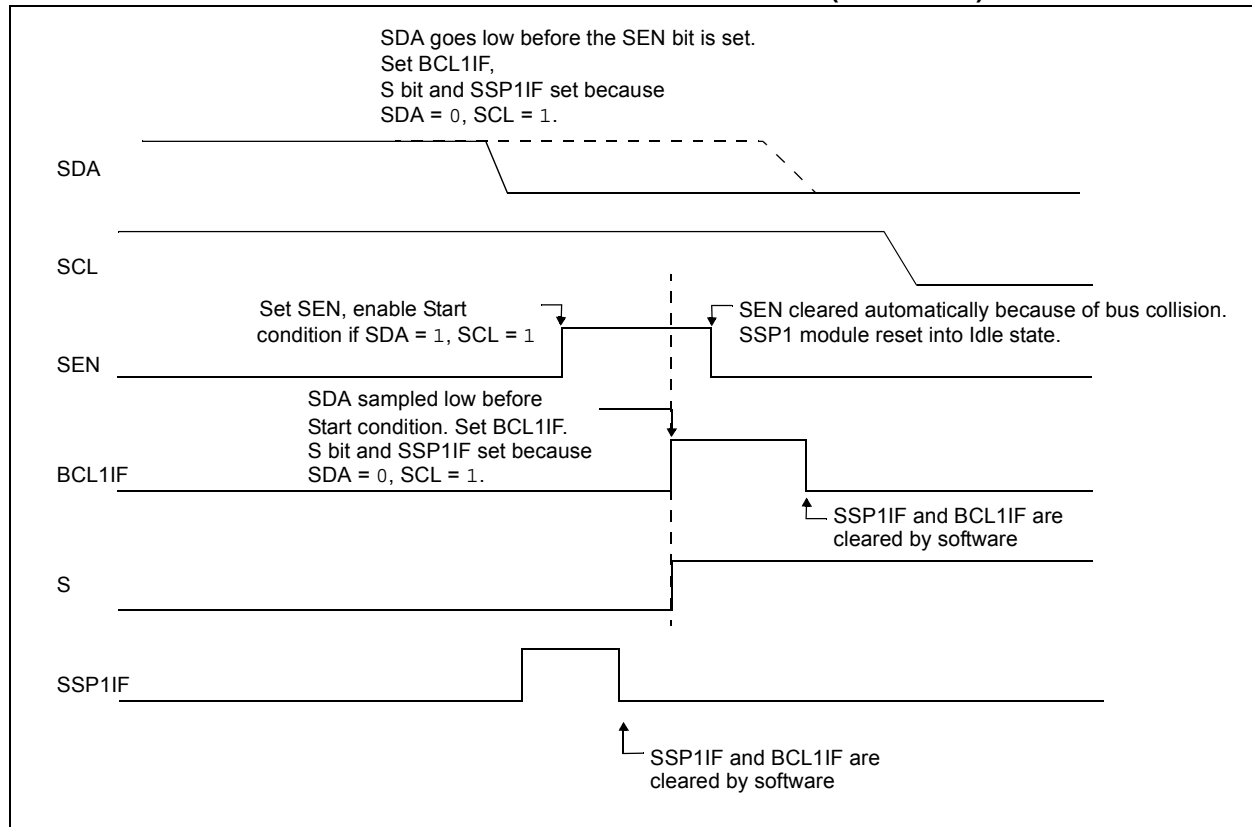 SDA goes low before the SEN bit is set.
Set BCL1IF,
S bit and SSP1IF set because
SDA = 0, SCL = 1.
SDA
SCL
Set SEN, enable Start
condition if SDA = 1, SCL = 1
SEN cleared automatically because of bus collision.
SSP1 module reset into Idle state.
SEN
SDA sampled low before
Start condition. Set BCL1IF.
S bit and SSP1IF set because
SDA = 0, SCL = 1.
BCL1IF
SSP1IF and BCL1IF are
cleared by software
S
SSP1IF
SSP1IF and BCL1IF are
cleared by software